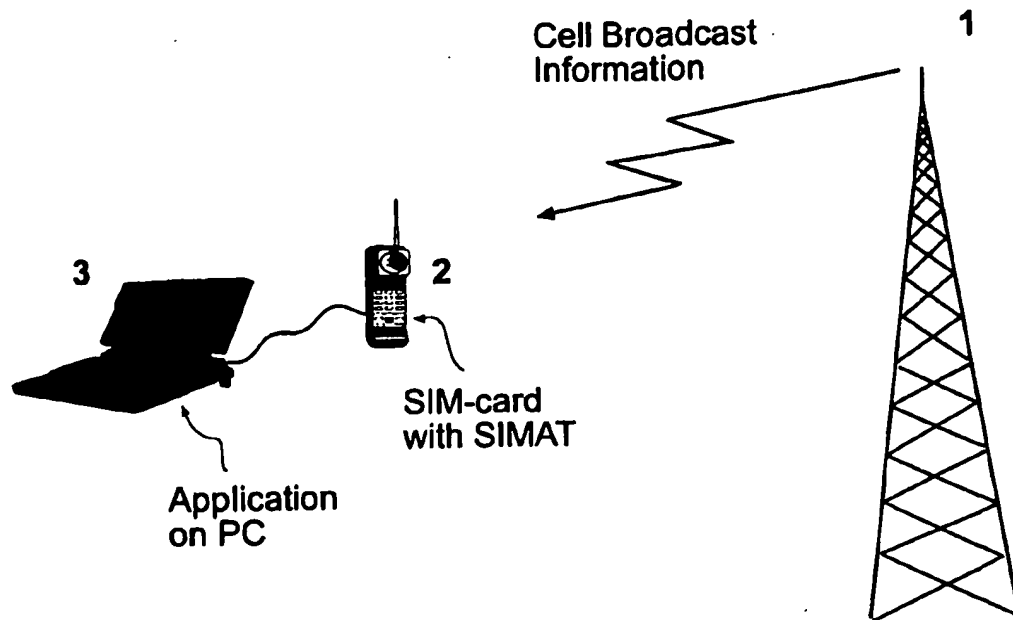 1
Cell Broadcast
Information
3
2
SIM-card
with SIMAT
Application
on PC